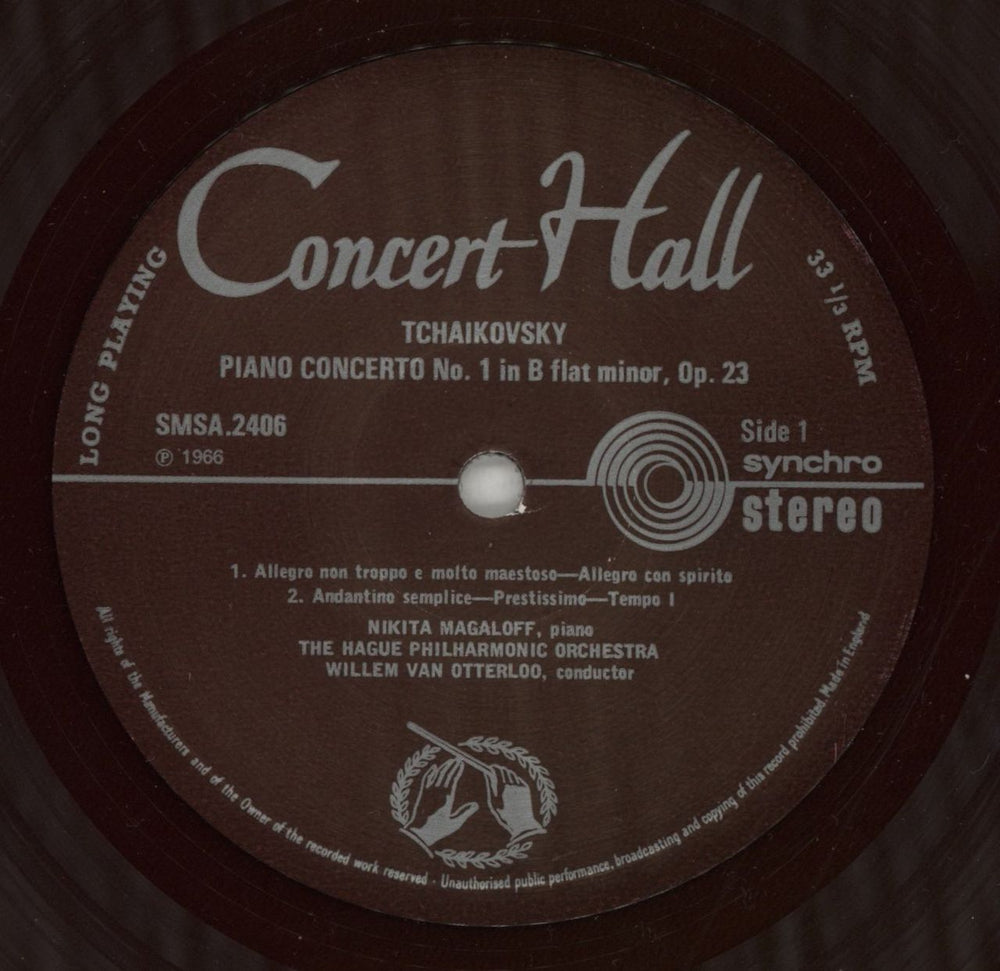 Concert Hall
LONG PLAYING
33 1/3 RPM
TCHAIKOVSKY
PIANO CONCERTO No. 1 in B flat minor, Op. 23
SMSA.2406
℗ 1966
Side 1
synchro
stereo
1. Allegro non troppo e molto maestoso—Allegro con spirito
2. Andantino semplice—Prestissimo—Tempo I
NIKITA MAGALOFF, piano
THE HAGUE PHILHARMONIC ORCHESTRA
WILLEM VAN OTTERLOO, conductor
All rights of the Manufacturers and of the Owner of the recorded work reserved - Unauthorised public performance, broadcasting and copying of this record prohibited. Made in England